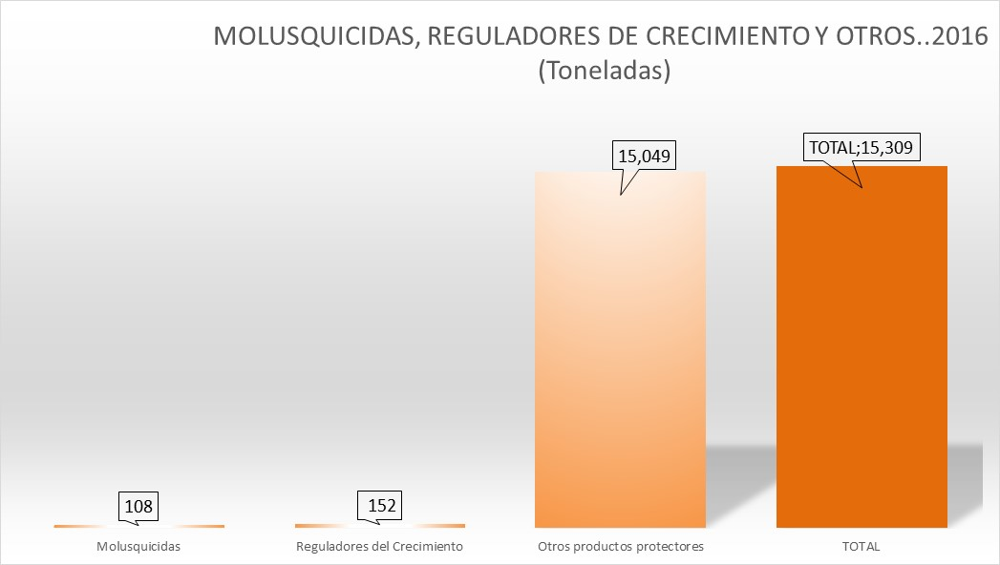 MOLUSQUICIDAS, REGULADORES DE CRECIMIENTO Y OTROS..2016
(Toneladas)
TOTAL;15,309
15,049
108
152
Molusquicidas
Reguladores del Crecimiento
Otros productos protectores
TOTAL